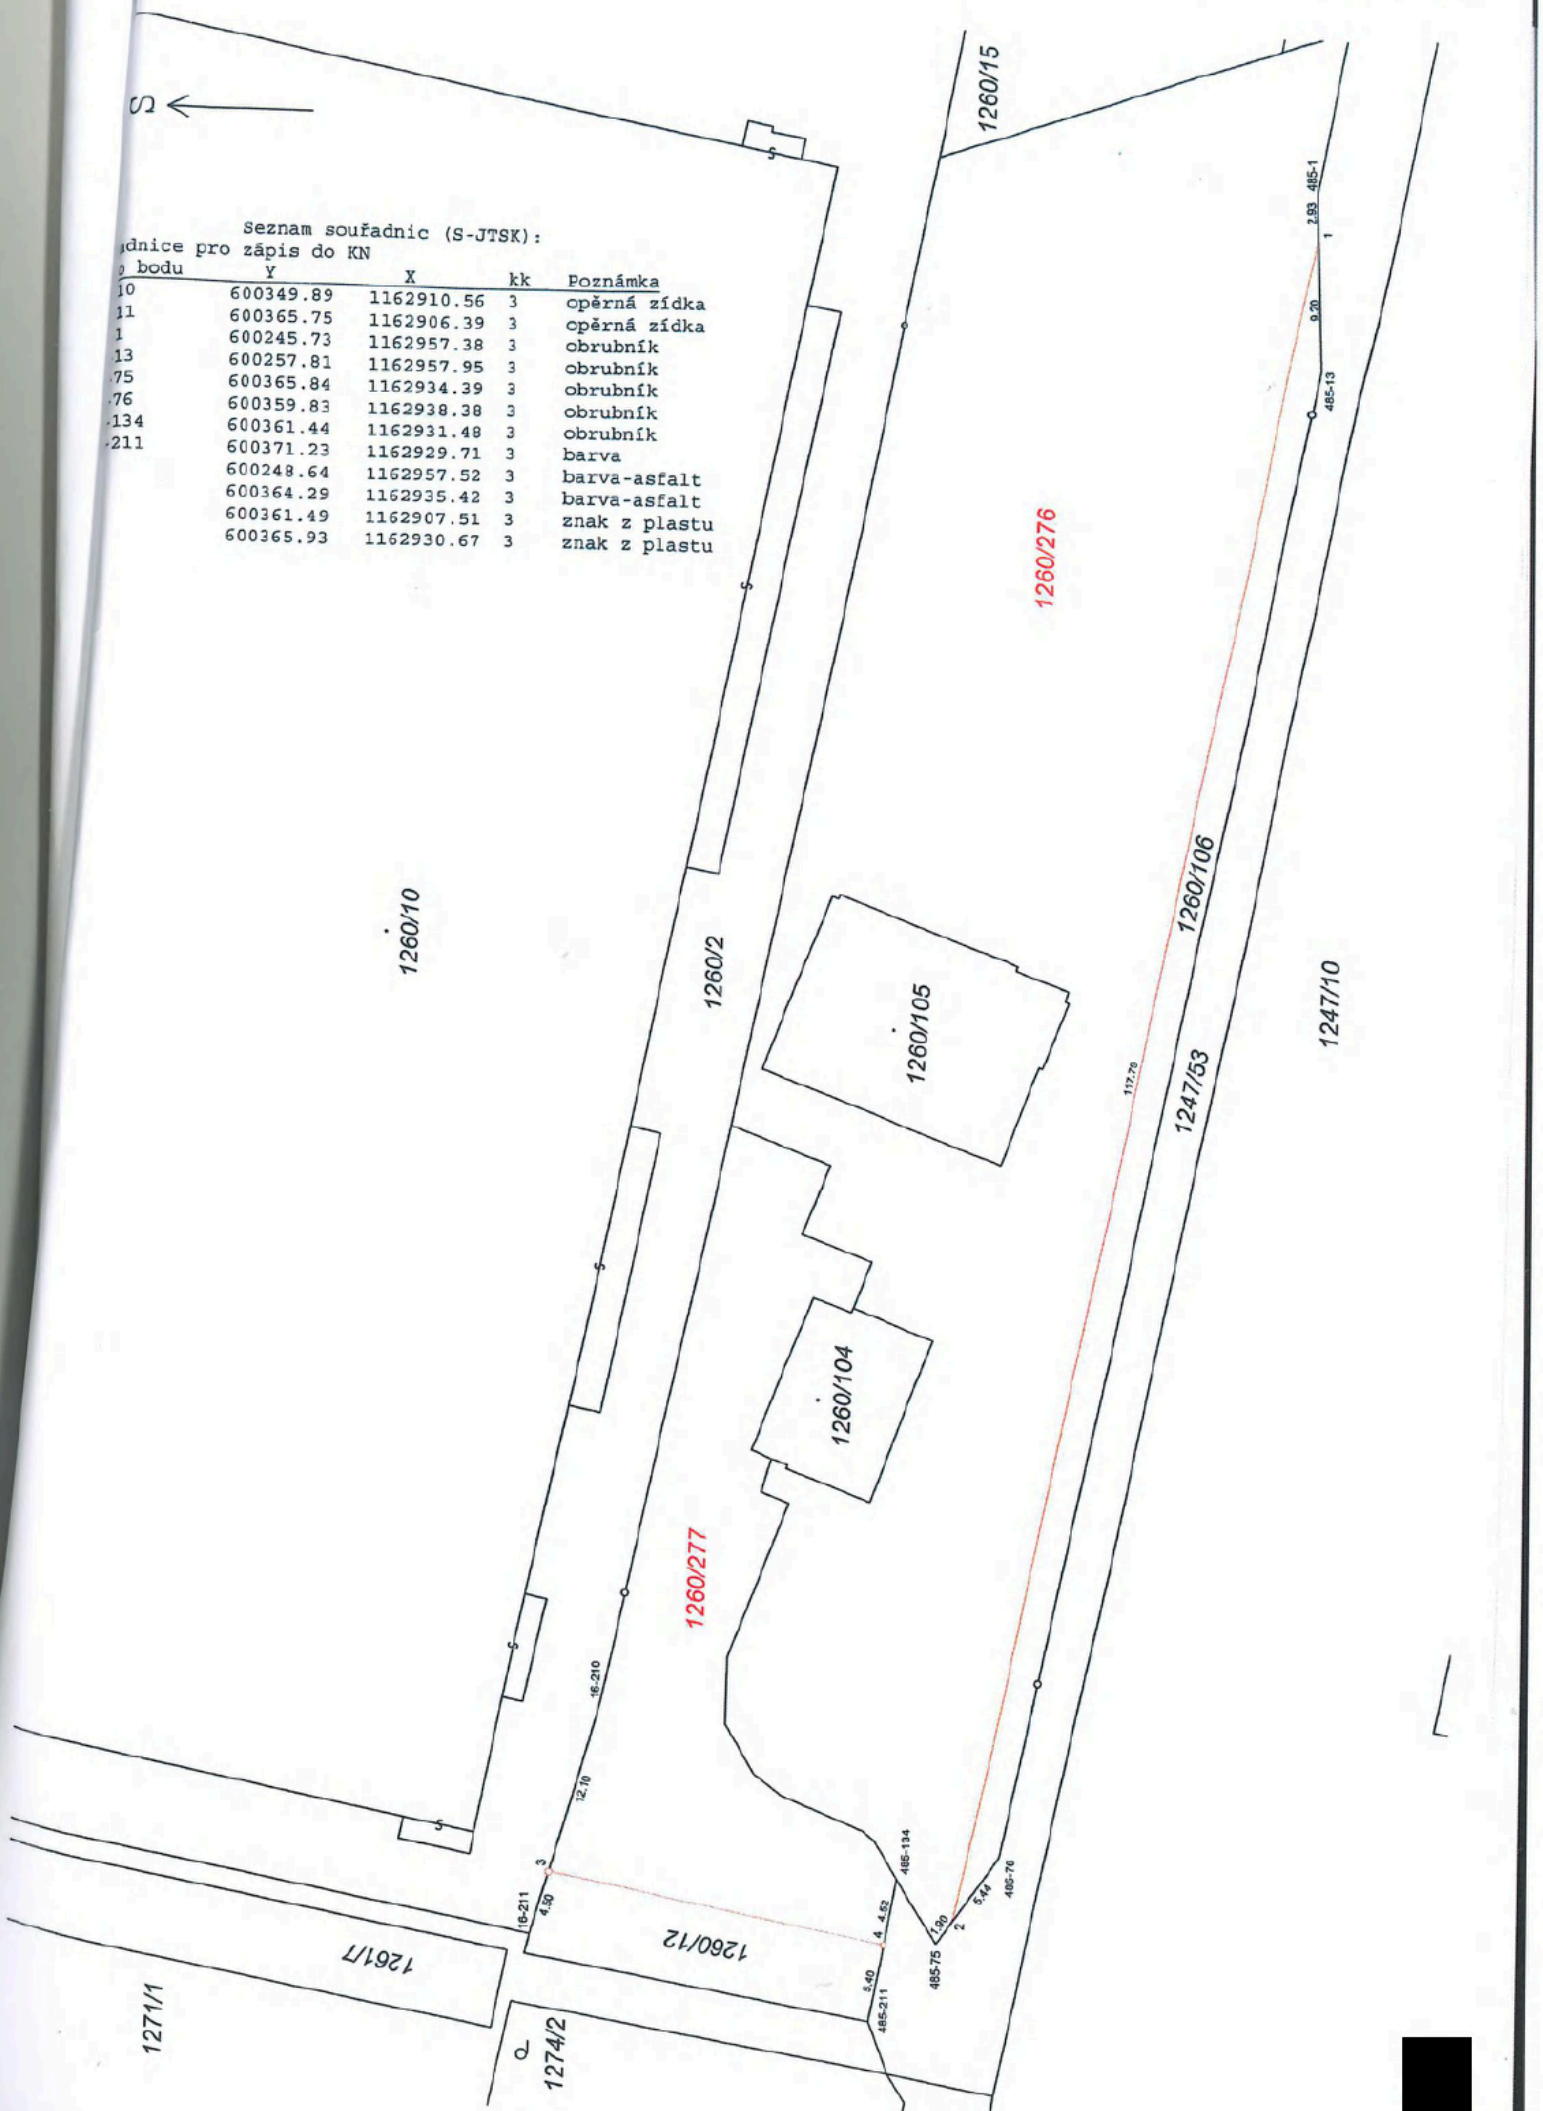 S
Seznam souřadnic (S-JTSK):
adnice pro zápis do KN
bodu Y X kk Poznámka
10 600349.89 1162910.56 3 opěrná zídka
11 600365.75 1162906.39 3 opěrná zídka
1 600245.73 1162957.38 3 obrubník
13 600257.81 1162957.95 3 obrubník
75 600365.84 1162934.39 3 obrubník
76 600359.83 1162938.38 3 obrubník
-134 600361.44 1162931.48 3 obrubník
-211 600371.23 1162929.71 3 barva
600248.64 1162957.52 3 barva-asfalt
600364.29 1162935.42 3 barva-asfalt
600361.49 1162907.51 3 znak z plastu
600365.93 1162930.67 3 znak z plastu
1260/15
485-1
2.93
1
9.20
485-13
1260/276
1260/10
1260/2
1260/105
1260/106
1247/10
1247/53
117.70
1260/104
1260/277
16-210
12.10
3
16-211
4.50
485-134
4.52
4
5.40
485-211
485-76
5.44
2
1.90
485-75
1260/12
1261/7
1271/1
1274/2